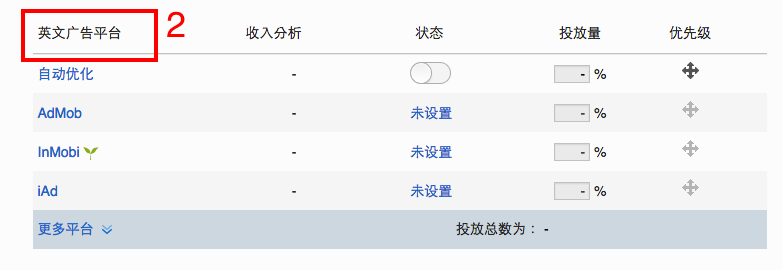 英文广告平台 2 收入分析 状态 投放量 优先级
自动优化 - - %
AdMob - 未设置 - %
InMobi - 未设置 - %
iAd - 未设置 - %
更多平台 投放总数为： -